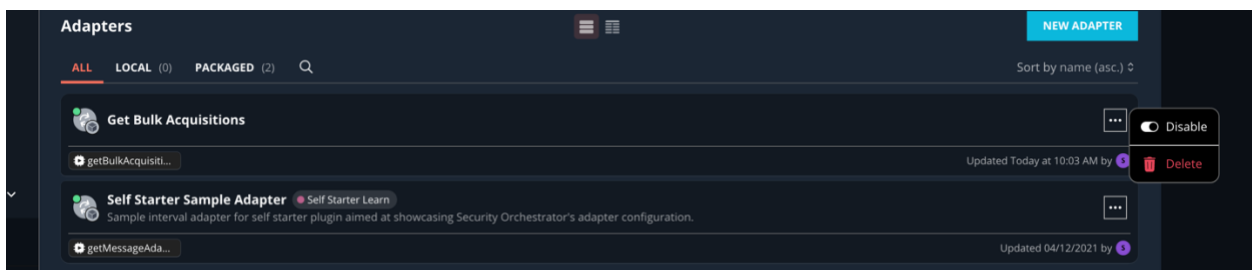 Adapters
NEW ADAPTER
ALL LOCAL (0) PACKAGED (2)
Sort by name (asc.)
Get Bulk Acquisitions
Disable
getBulkAcquisiti...
Updated Today at 10:03 AM by S
Delete
Self Starter Sample Adapter Self Starter Learn
Sample interval adapter for self starter plugin aimed at showcasing Security Orchestrator's adapter configuration.
getMessageAda...
Updated 04/12/2021 by S